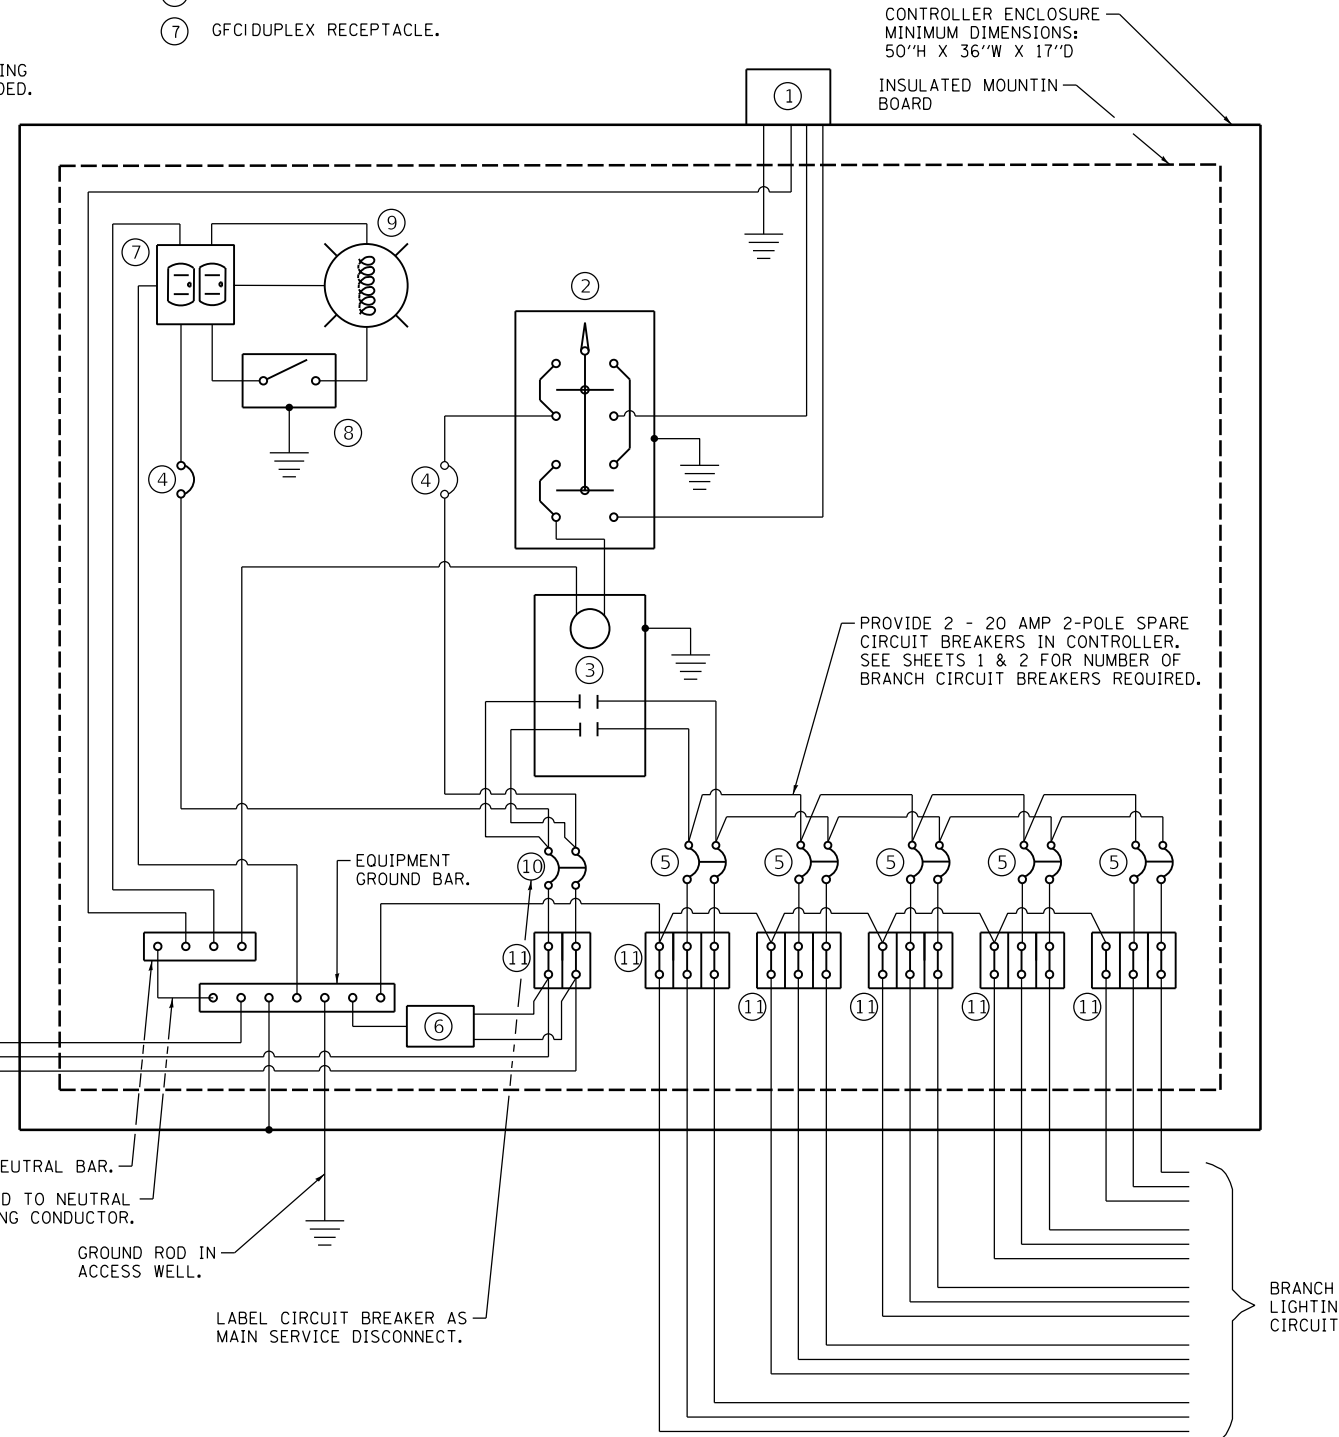 7 GFCI DUPLEX RECEPTACLE.
ING
DED.
CONTROLLER ENCLOSURE
MINIMUM DIMENSIONS:
50''H X 36''W X 17''D
INSULATED MOUNTIN
BOARD
1
9
7
2
8
4
4
3
PROVIDE 2 - 20 AMP 2-POLE SPARE
CIRCUIT BREAKERS IN CONTROLLER.
SEE SHEETS 1 & 2 FOR NUMBER OF
BRANCH CIRCUIT BREAKERS REQUIRED.
EQUIPMENT
GROUND BAR.
10
5
5
5
5
5
11
11
11
11
11
11
6
EUTRAL BAR.
D TO NEUTRAL
NG CONDUCTOR.
GROUND ROD IN
ACCESS WELL.
LABEL CIRCUIT BREAKER AS
MAIN SERVICE DISCONNECT.
BRANCH
LIGHTIN
CIRCUIT